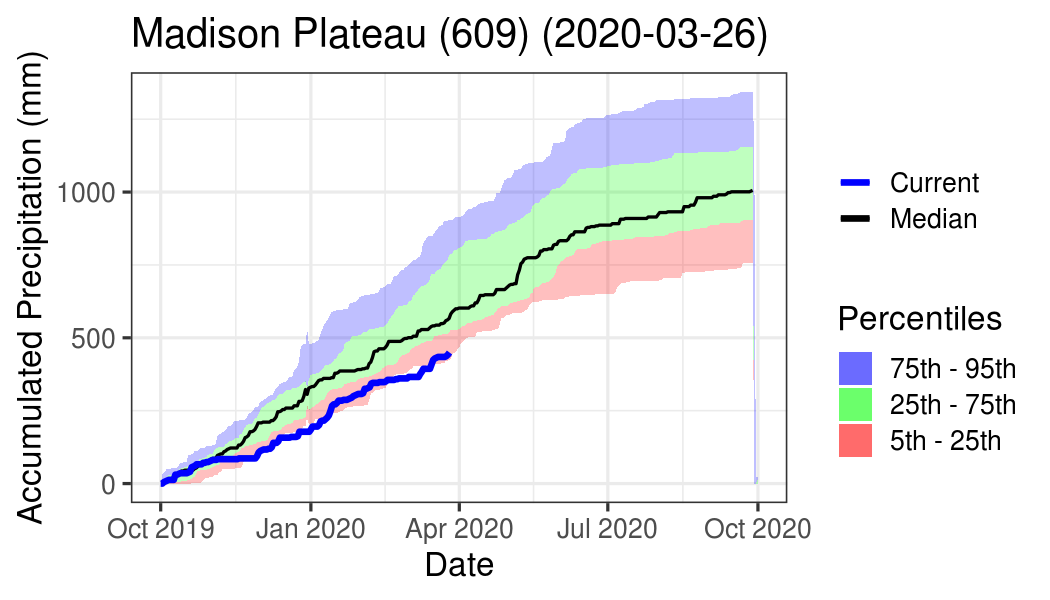 Madison Plateau (609) (2020-03-26)
Accumulated Precipitation (mm)
1000
500
0
Oct 2019 Jan 2020 Apr 2020 Jul 2020 Oct 2020
Date
Current
Median
Percentiles
75th - 95th
25th - 75th
5th - 25th